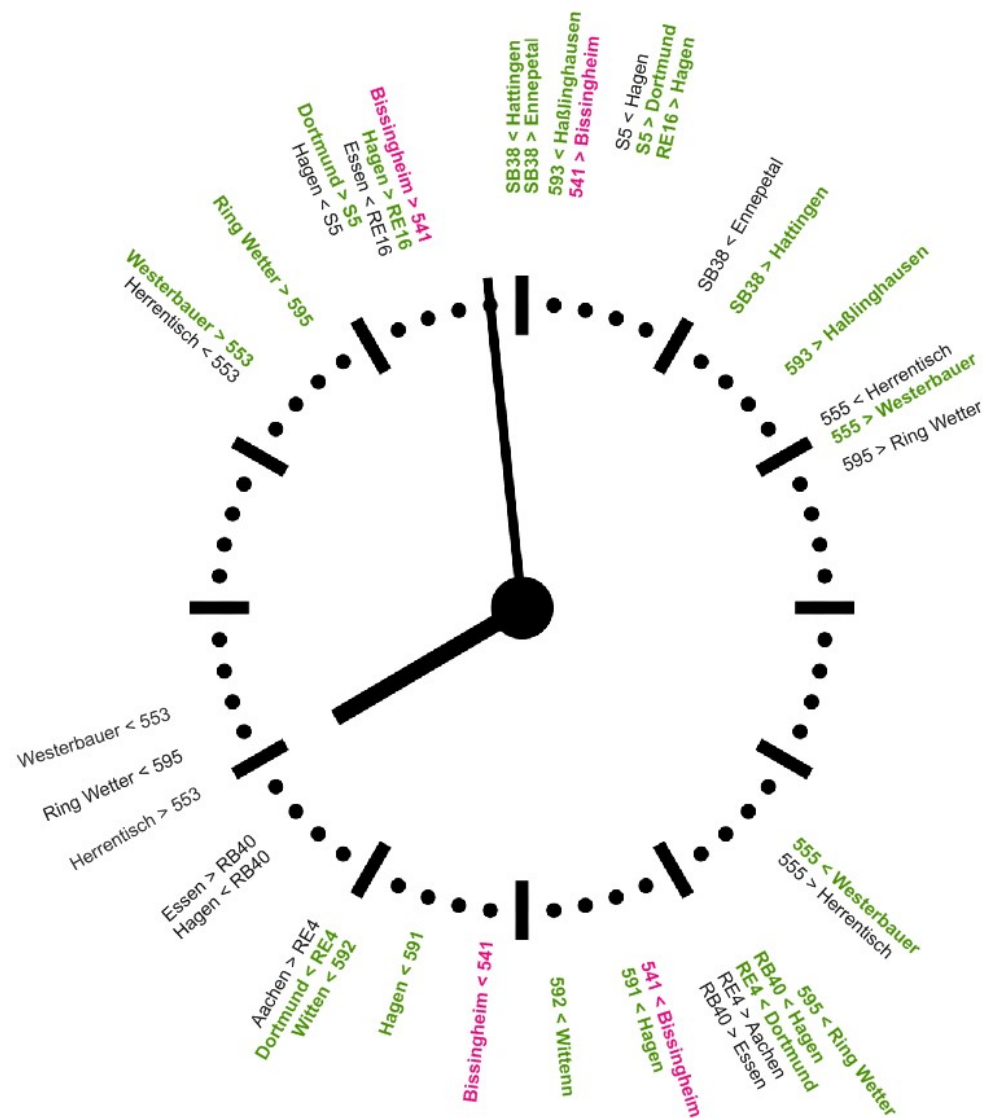 SB38 < Hattingen
SB38 > Ennepetal
593 < Haßlinghausen
541 > Bissingheim
S5 < Hagen
S5 > Dortmund
RE16 > Hagen
SB38 < Ennepetal
SB38 > Hattingen
593 > Haßlinghausen
555 < Herrentisch
555 > Westerbauer
595 > Ring Wetter
555 < Westerbauer
555 > Herrentisch
595 < Ring Wetter
RB40 < Hagen
RE4 < Dortmund
RE4 > Aachen
RB40 > Essen
541 < Bissingheim
591 < Hagen
592 < Wittenn
Bissingheim < 541
Hagen < 591
Witten < 592
Dortmund < RE4
Aachen > RE4
Hagen < RB40
Essen > RB40
Herrentisch > 553
Ring Wetter < 595
Westerbauer < 553
Herrentisch < 553
Westerbauer > 553
Ring Wetter > 595
Hagen < S5
Dortmund > S5
Essen < RE16
Hagen > RE16
Bissingheim > 541